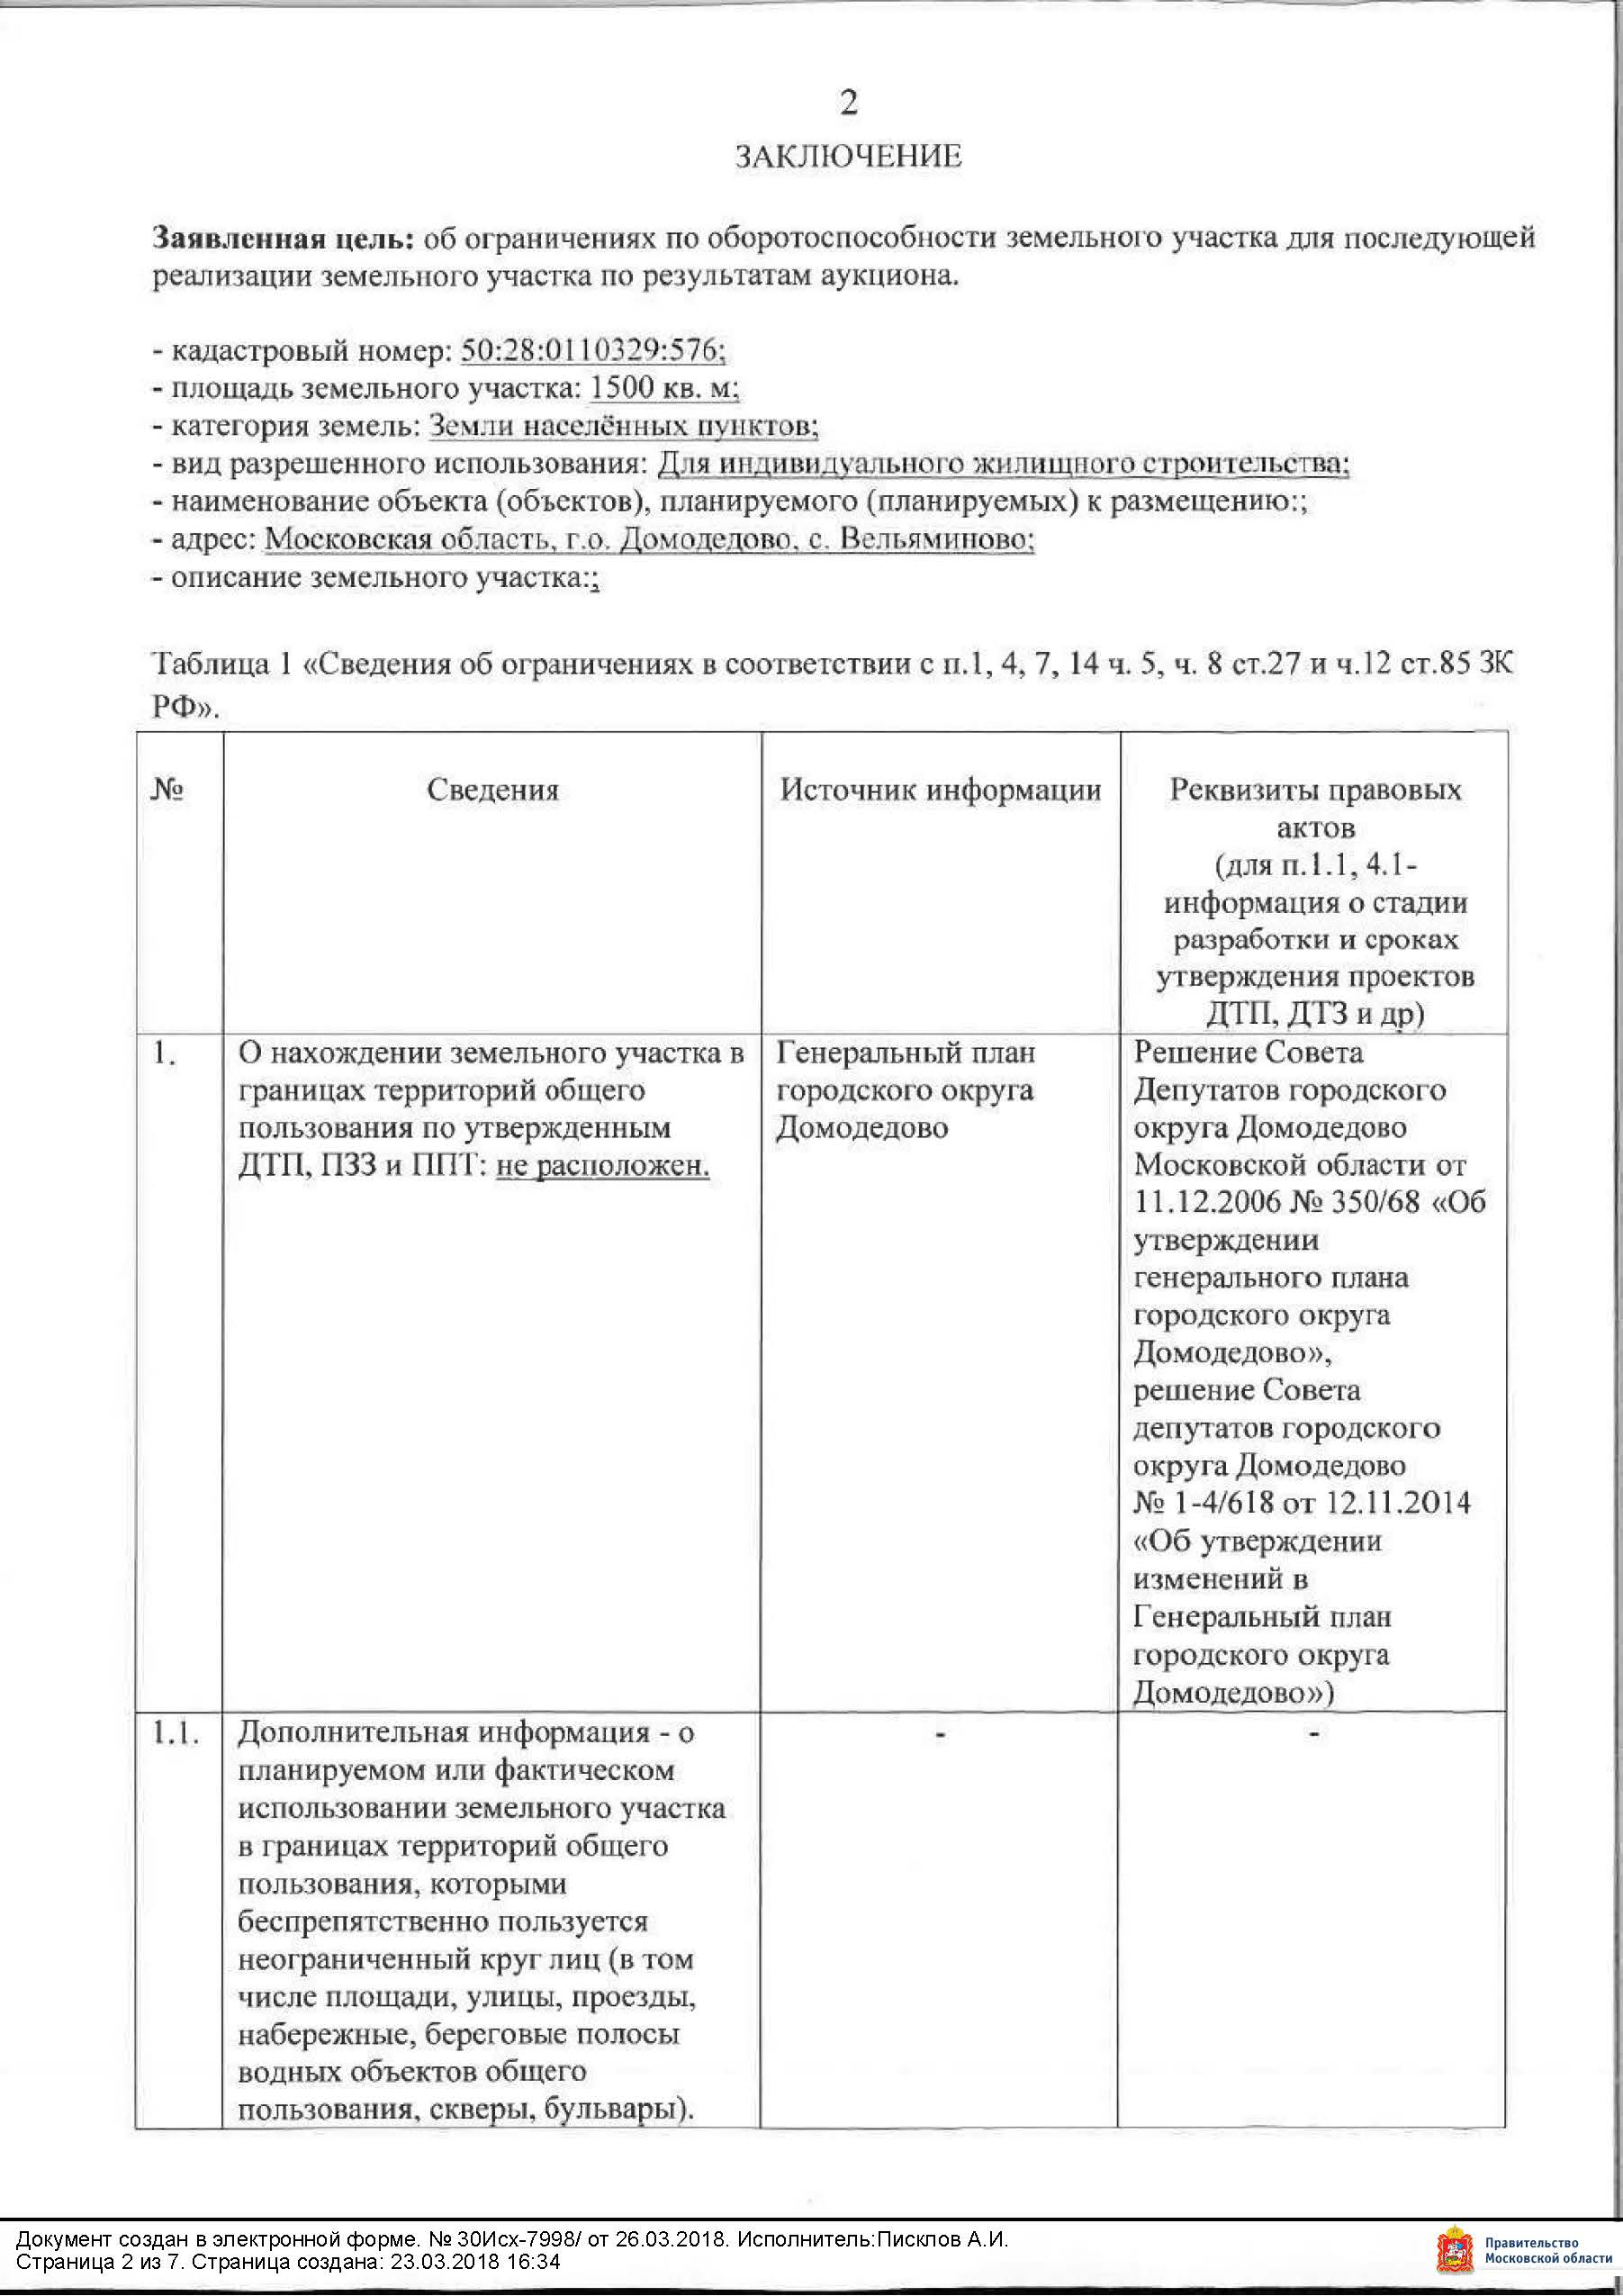 2
ЗАКЛЮЧЕНИЕ
Заявленная цель: об ограничениях по оборотоспособности земельного участка для последующей
реализации земельного участка по результатам аукциона.
- кадастровый номер: 50:28:0110329:576;
- площадь земельного участка: 1500 кв. м;
- категория земель: Земли населённых пунктов;
- вид разрешенного использования: Для индивидуального жилищного строительства;
- наименование объекта (объектов), планируемого (планируемых) к размещению:;
- адрес: Московская область, г.о. Домодедово, с. Вельяминово;
- описание земельного участка:;
Таблица 1 «Сведения об ограничениях в соответствии с п.1, 4, 7, 14 ч. 5, ч. 8 ст.27 и ч.12 ст.85 ЗК
РФ».
№
Сведения
Источник информации
Реквизиты правовых
актов
(для п.1.1, 4.1-
информация о стадии
разработки и сроках
утверждения проектов
ДТП, ДТЗ и др)
1.
О нахождении земельного участка в
границах территорий общего
пользования по утвержденным
ДТП, ПЗЗ и ППТ: не расположен.
Генеральный план
городского округа
Домодедово
Решение Совета
Депутатов городского
округа Домодедово
Московской области от
11.12.2006 № 350/68 «Об
утверждении
генерального плана
городского округа
Домодедово»,
решение Совета
депутатов городского
округа Домодедово
№ 1-4/618 от 12.11.2014
«Об утверждении
изменений в
Генеральный план
городского округа
Домодедово»)
1.1.
Дополнительная информация - о
планируемом или фактическом
использовании земельного участка
в границах территорий общего
пользования, которыми
беспрепятственно пользуется
неограниченный круг лиц (в том
числе площади, улицы, проезды,
набережные, береговые полосы
водных объектов общего
пользования, скверы, бульвары).
-
-
Документ создан в электронной форме. № 30Исх-7998/ от 26.03.2018. Исполнитель:Писклов А.И.
Страница 2 из 7. Страница создана: 23.03.2018 16:34
Правительство
Московской области